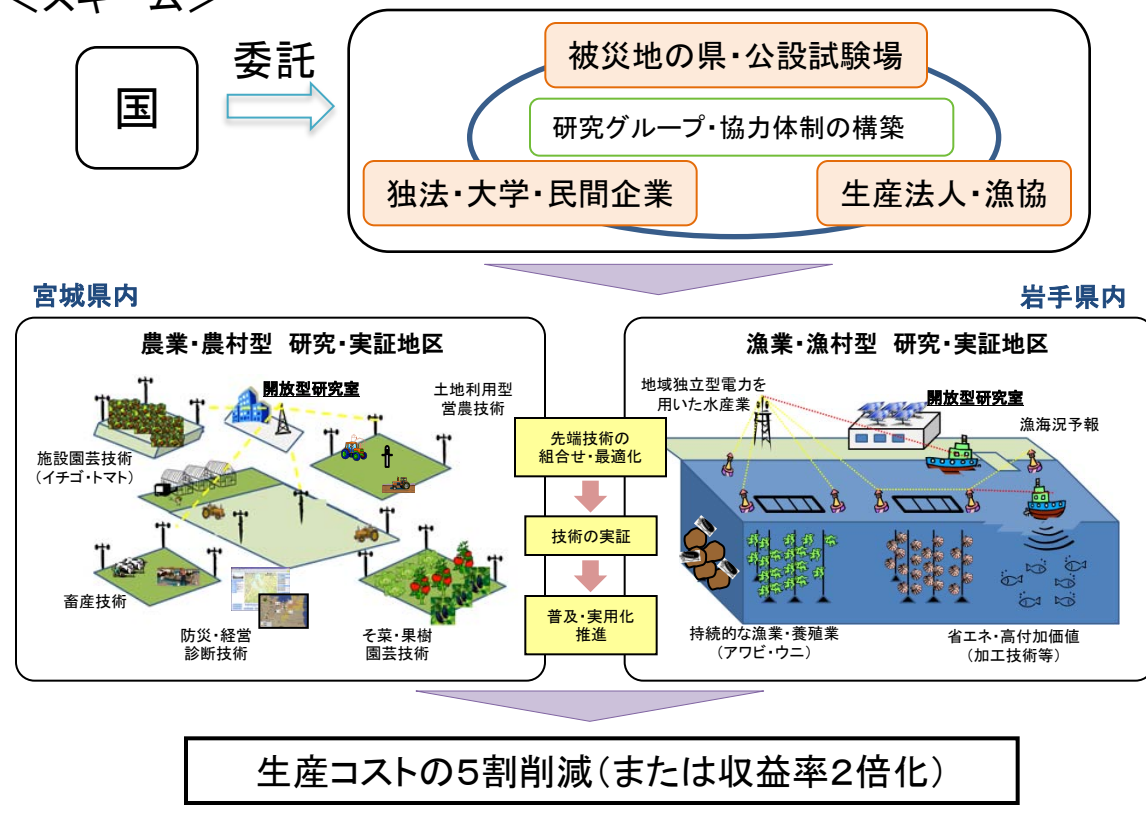 <スキーム>
国
委託
被災地の県・公設試験場
研究グループ・協力体制の構築
独法・大学・民間企業
生産法人・漁協
宮城県内
農業・農村型 研究・実証地区
開放型研究室
土地利用型
営農技術
施設園芸技術
(イチゴ・トマト)
畜産技術
防災・経営
診断技術
そ菜・果樹
園芸技術
先端技術の
組合せ・最適化
技術の実証
普及・実用化
推進
岩手県内
漁業・漁村型 研究・実証地区
地域独立型電力を
用いた水産業
開放型研究室
漁海況予報
持続的な漁業・養殖業
(アワビ・ウニ)
省エネ・高付加価値
(加工技術等)
生産コストの5割削減(または収益率2倍化)